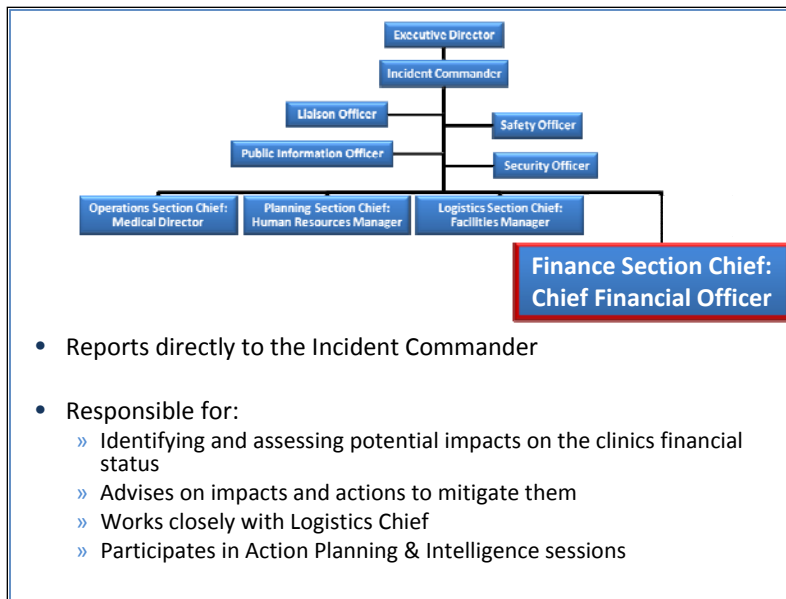 Executive Director
Incident Commander
Liaison Officer
Safety Officer
Public Information Officer
Security Officer
Operations Section Chief:
Medical Director
Planning Section Chief:
Human Resources Manager
Logistics Section Chief:
Facilities Manager
Finance Section Chief:
Chief Financial Officer
• Reports directly to the Incident Commander
• Responsible for:
» Identifying and assessing potential impacts on the clinics financial
status
» Advises on impacts and actions to mitigate them
» Works closely with Logistics Chief
» Participates in Action Planning & Intelligence sessions